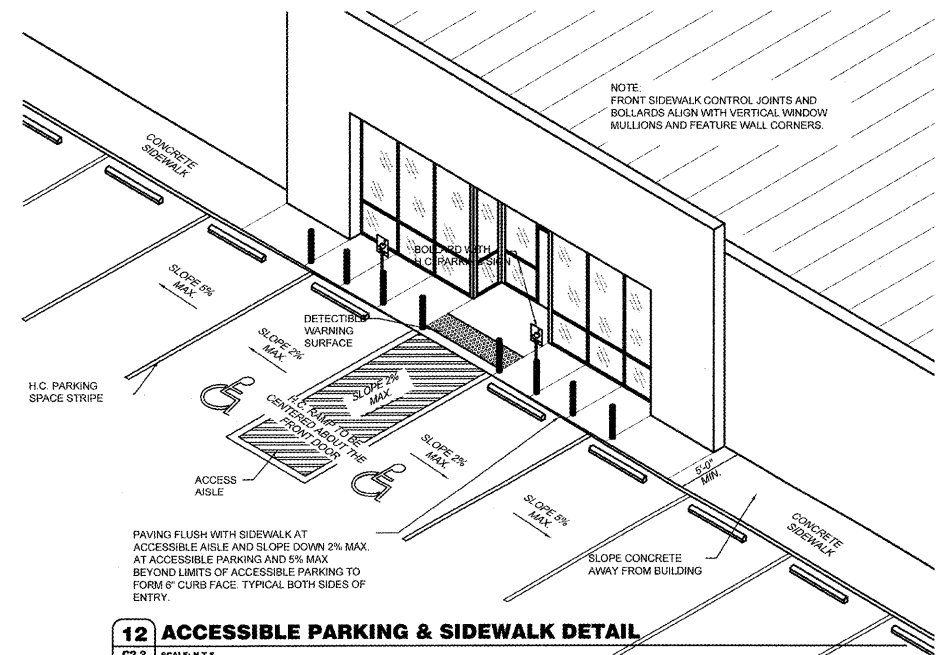 NOTE:
FRONT SIDEWALK CONTROL JOINTS AND
BOLLARDS ALIGN WITH VERTICAL WINDOW
MULLIONS AND FEATURE WALL CORNERS.
CONCRETE
SIDEWALK
BOLLARD WITH
H.C. PARKING SIGN
SLOPE 5%
MAX.
DETECTIBLE
WARNING
SURFACE
SLOPE 2%
MAX.
H.C. PARKING
SPACE STRIPE
SLOPE 2%
MAX.
H.C. RAMP TO BE
CENTERED ABOUT THE
FRONT DOOR
SLOPE 2%
MAX.
ACCESS
AISLE
5'-0"
MIN.
SLOPE 5%
MAX.
CONCRETE
SIDEWALK
PAVING FLUSH WITH SIDEWALK AT
ACCESSIBLE AISLE AND SLOPE DOWN 2% MAX.
AT ACCESSIBLE PARKING AND 5% MAX
BEYOND LIMITS OF ACCESSIBLE PARKING TO
FORM 6" CURB FACE. TYPICAL BOTH SIDES OF
ENTRY.
SLOPE CONCRETE
AWAY FROM BUILDING
12 ACCESSIBLE PARKING & SIDEWALK DETAIL
C2.2 SCALE: N.T.S.